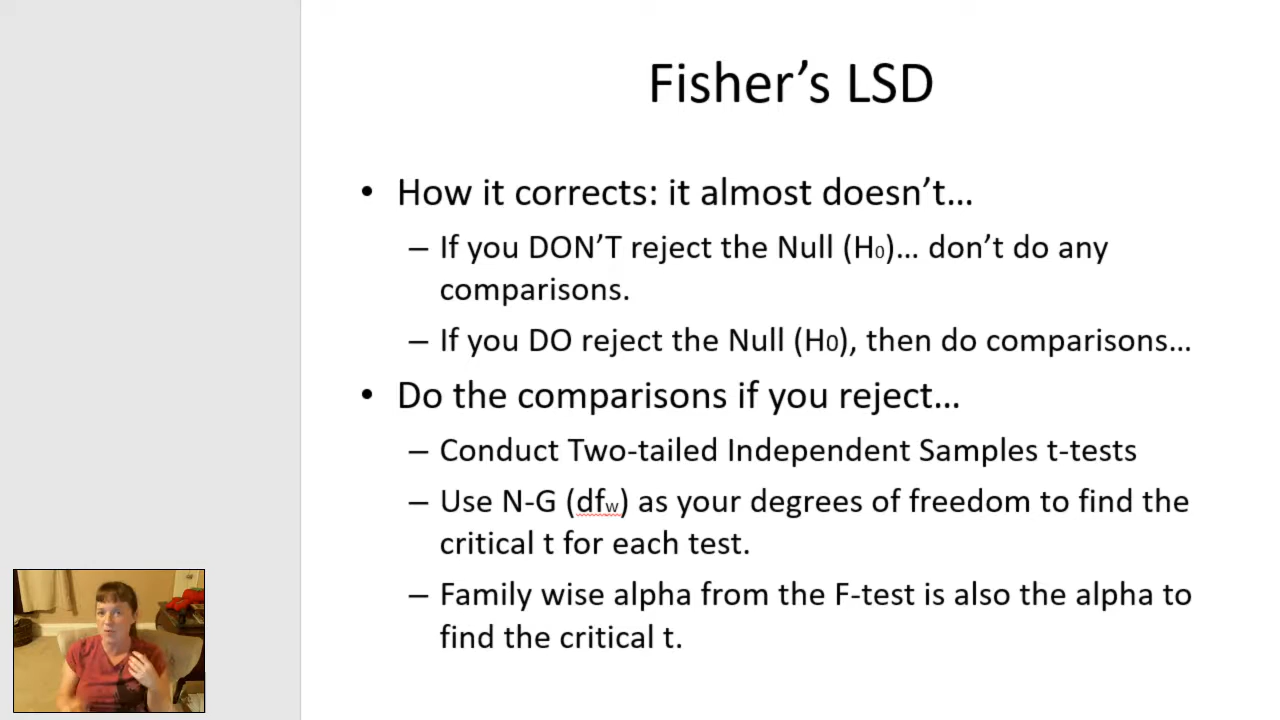 Fisher’s LSD
• How it corrects: it almost doesn’t…
– If you DON’T reject the Null (H₀)… don’t do any
comparisons.
– If you DO reject the Null (H0), then do comparisons…
• Do the comparisons if you reject…
– Conduct Two-tailed Independent Samples t-tests
– Use N-G (dfw) as your degrees of freedom to find the
critical t for each test.
– Family wise alpha from the F-test is also the alpha to
find the critical t.